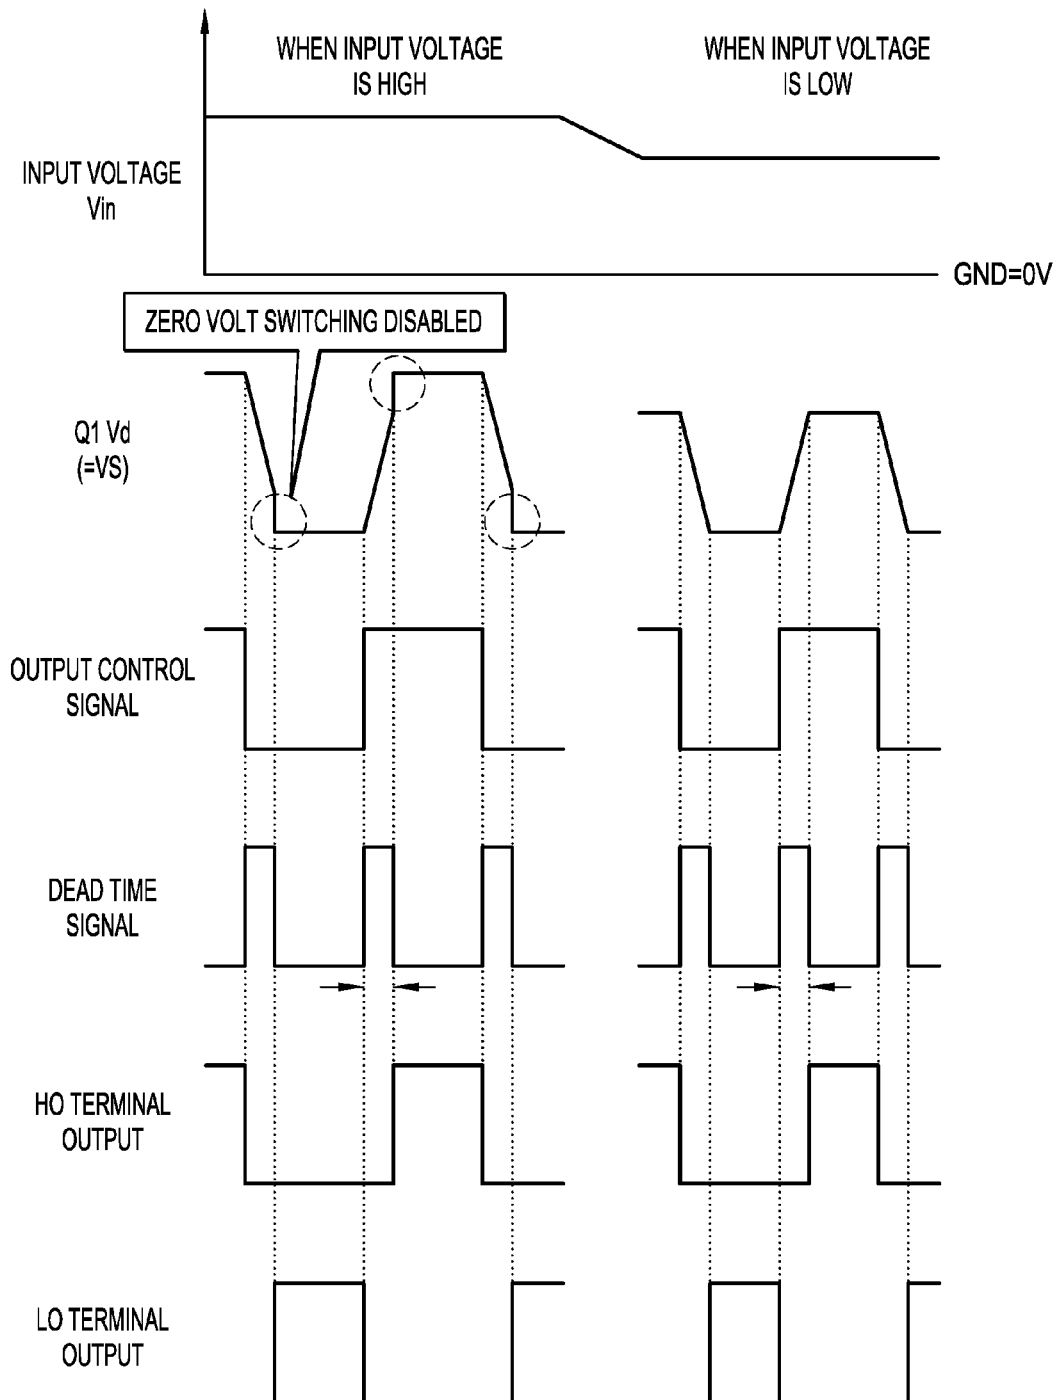 WHEN INPUT VOLTAGE
IS HIGH
WHEN INPUT VOLTAGE
IS LOW
INPUT VOLTAGE
Vin
GND=0V
ZERO VOLT SWITCHING DISABLED
Q1 Vd
(=VS)
OUTPUT CONTROL
SIGNAL
DEAD TIME
SIGNAL
HO TERMINAL
OUTPUT
LO TERMINAL
OUTPUT